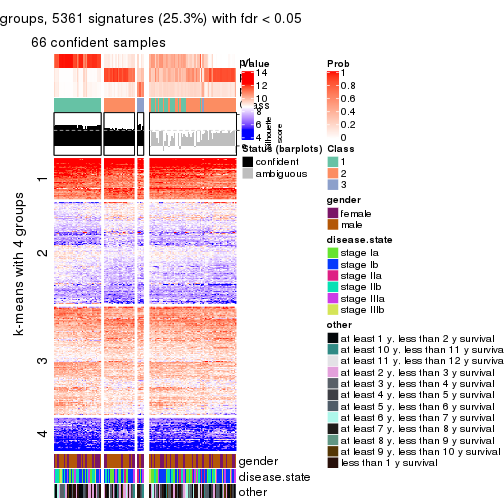 groups, 5361 signatures (25.3%) with fdr < 0.05
66 confident samples
Value
14
12
10
8
6
4
Prob
1
0.8
0.6
0.4
0.2
0
Silhouette
score
Status (barplots)
confident
ambiguous
Class
1
2
3
gender
female
male
disease.state
stage Ia
stage Ib
stage IIa
stage IIb
stage IIIa
stage IIIb
other
at least 1 y. less than 2 y survival
at least 10 y. less than 11 y survival
at least 11 y. less than 12 y survival
at least 2 y. less than 3 y survival
at least 3 y. less than 4 y survival
at least 4 y. less than 5 y survival
at least 5 y. less than 6 y survival
at least 6 y. less than 7 y survival
at least 7 y. less than 8 y survival
at least 8 y. less than 9 y survival
at least 9 y. less than 10 y survival
less than 1 y survival
k-means with 4 groups
1
2
3
4
gender
disease.state
other